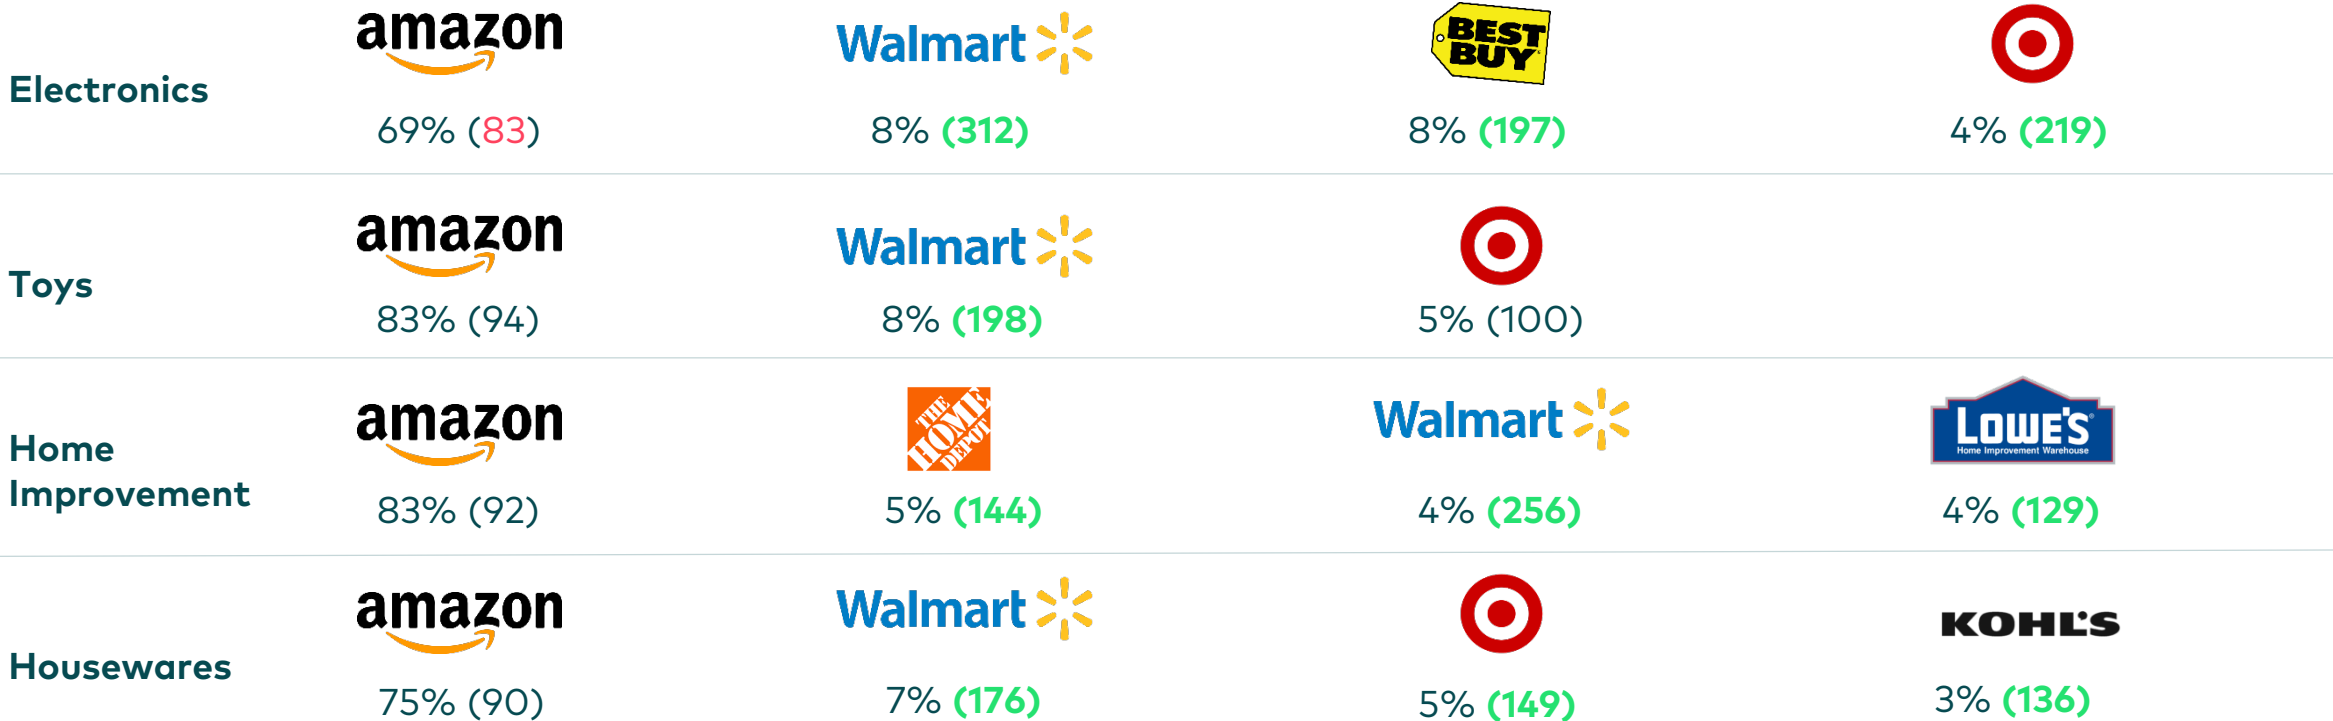 amazon
Walmart
BEST
BUY
Electronics
69% (83)
8% (312)
8% (197)
4% (219)
amazon
Walmart
Toys
83% (94)
8% (198)
5% (100)
amazon
THE
HOME
DEPOT
Walmart
LOWE'S
Home Improvement Warehouse
Home
Improvement
83% (92)
5% (144)
4% (256)
4% (129)
amazon
Walmart
KOHL'S
Housewares
75% (90)
7% (176)
5% (149)
3% (136)